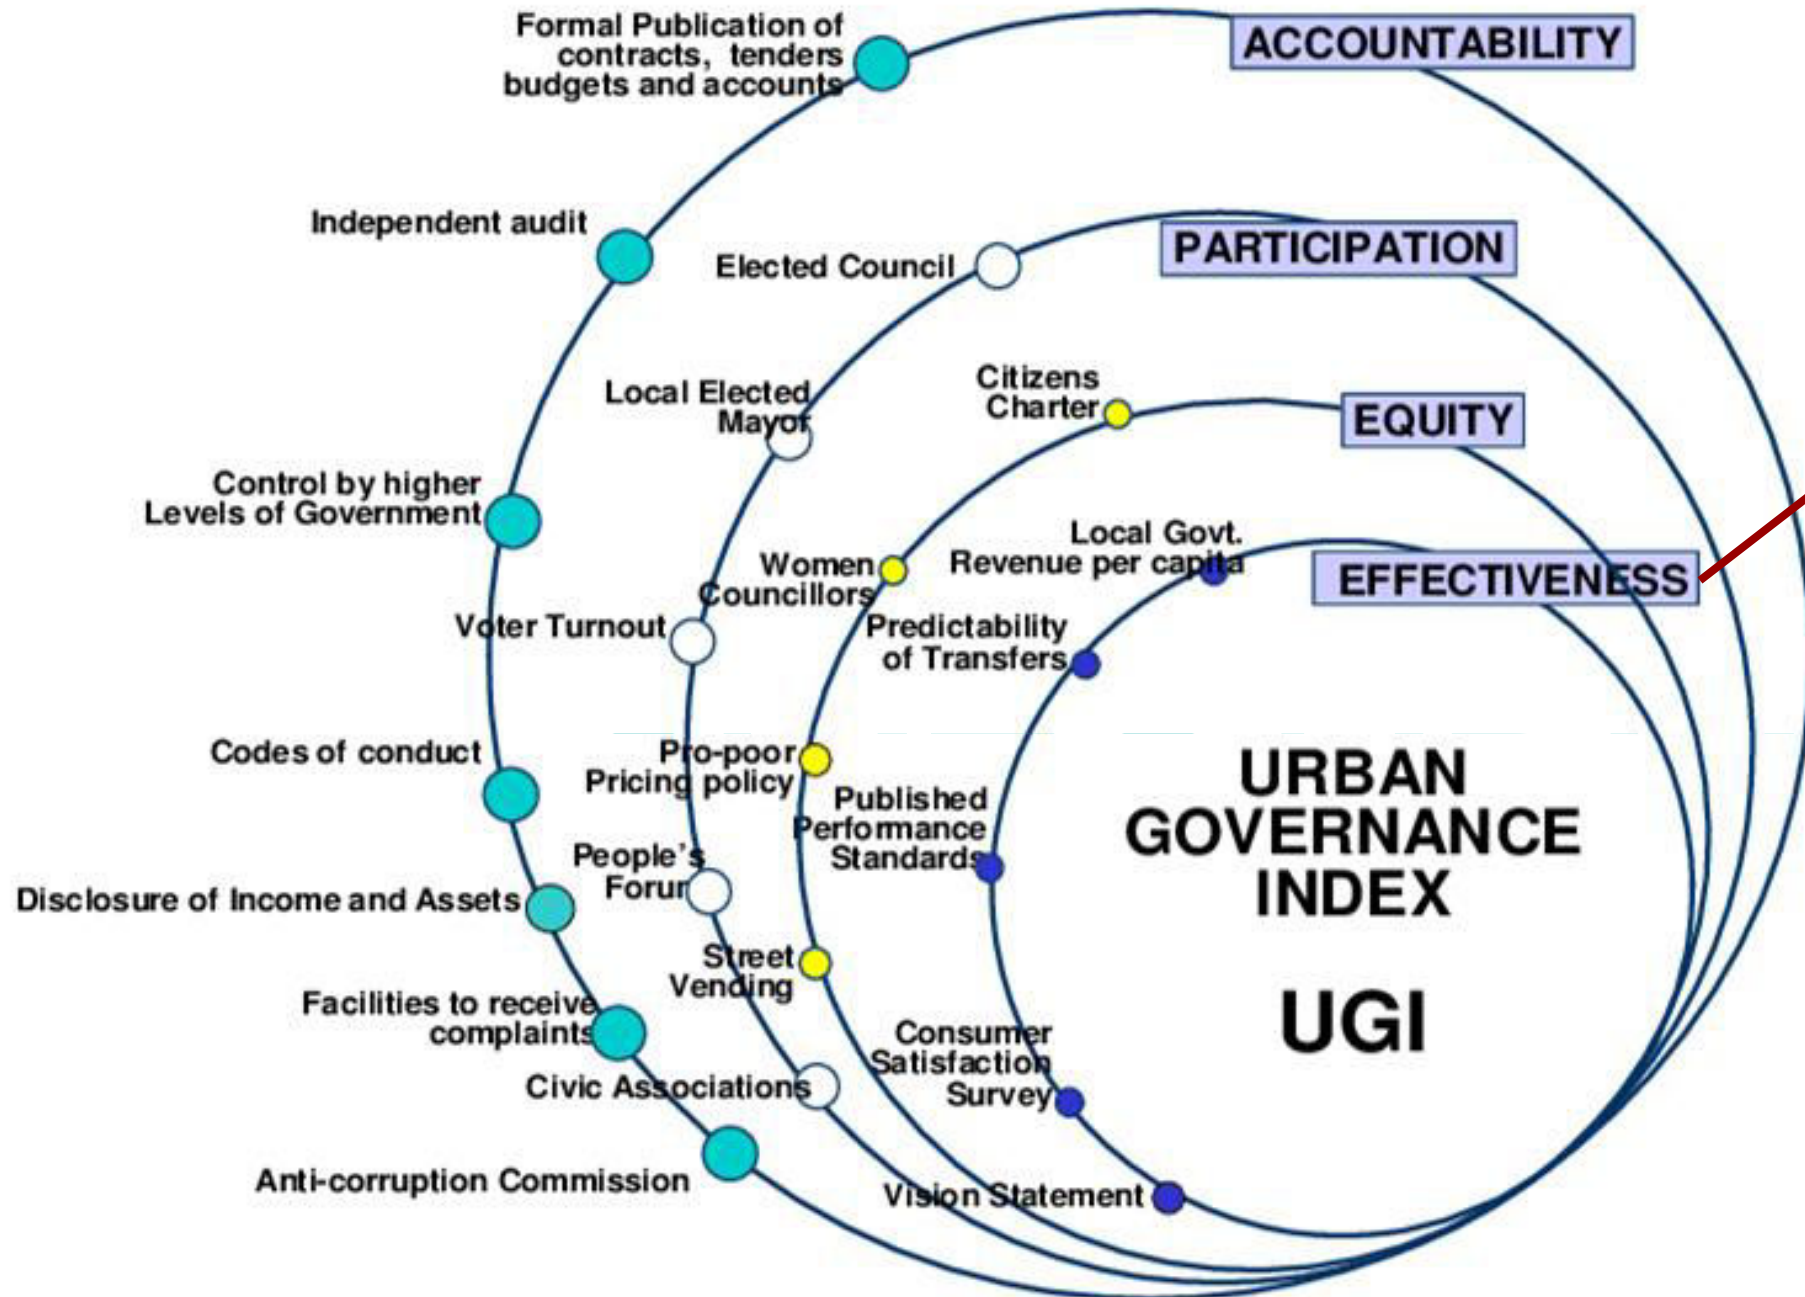 Formal Publication of
contracts, tenders
budgets and accounts
ACCOUNTABILITY
Independent audit
Elected Council
PARTICIPATION
Local Elected
Mayor
Citizens
Charter
EQUITY
Control by higher
Levels of Government
Women
Councillors
Local Govt.
Revenue per capita
EFFECTIVENESS
Voter Turnout
Predictability
of Transfers
Codes of conduct
Pro-poor
Pricing policy
Published
Performance
Standards
URBAN
GOVERNANCE
INDEX
UGI
People's
Forum
Disclosure of Income and Assets
Street
Vending
Facilities to receive
complaints
Consumer
Satisfaction
Survey
Civic Associations
Anti-corruption Commission
Vision Statement